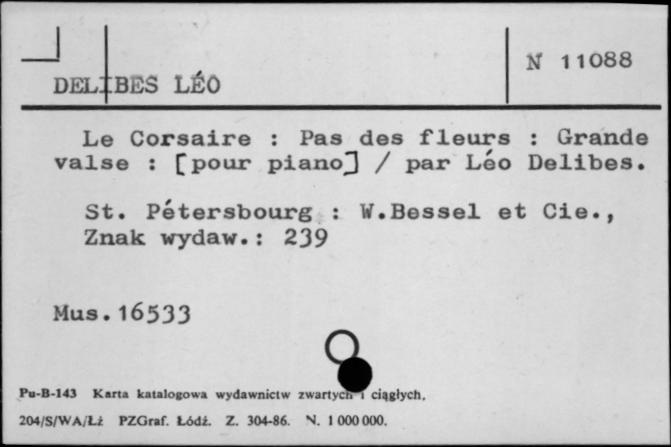 N 11088
DELIBES LÉO
Le Corsaire : Pas des fleurs : Grande
valse : [pour piano] / par Léo Delibes.
St. Pétersbourg : W.Bessel et Cie.,
Znak wydaw.: 239
Mus.16533
Pu-B-143 Karta katalogowa wydawnictw zwartych i ciągłych.
204/S/WA/Łż PZGraf. Łódź. Z. 304-86. N. 1 000 000.